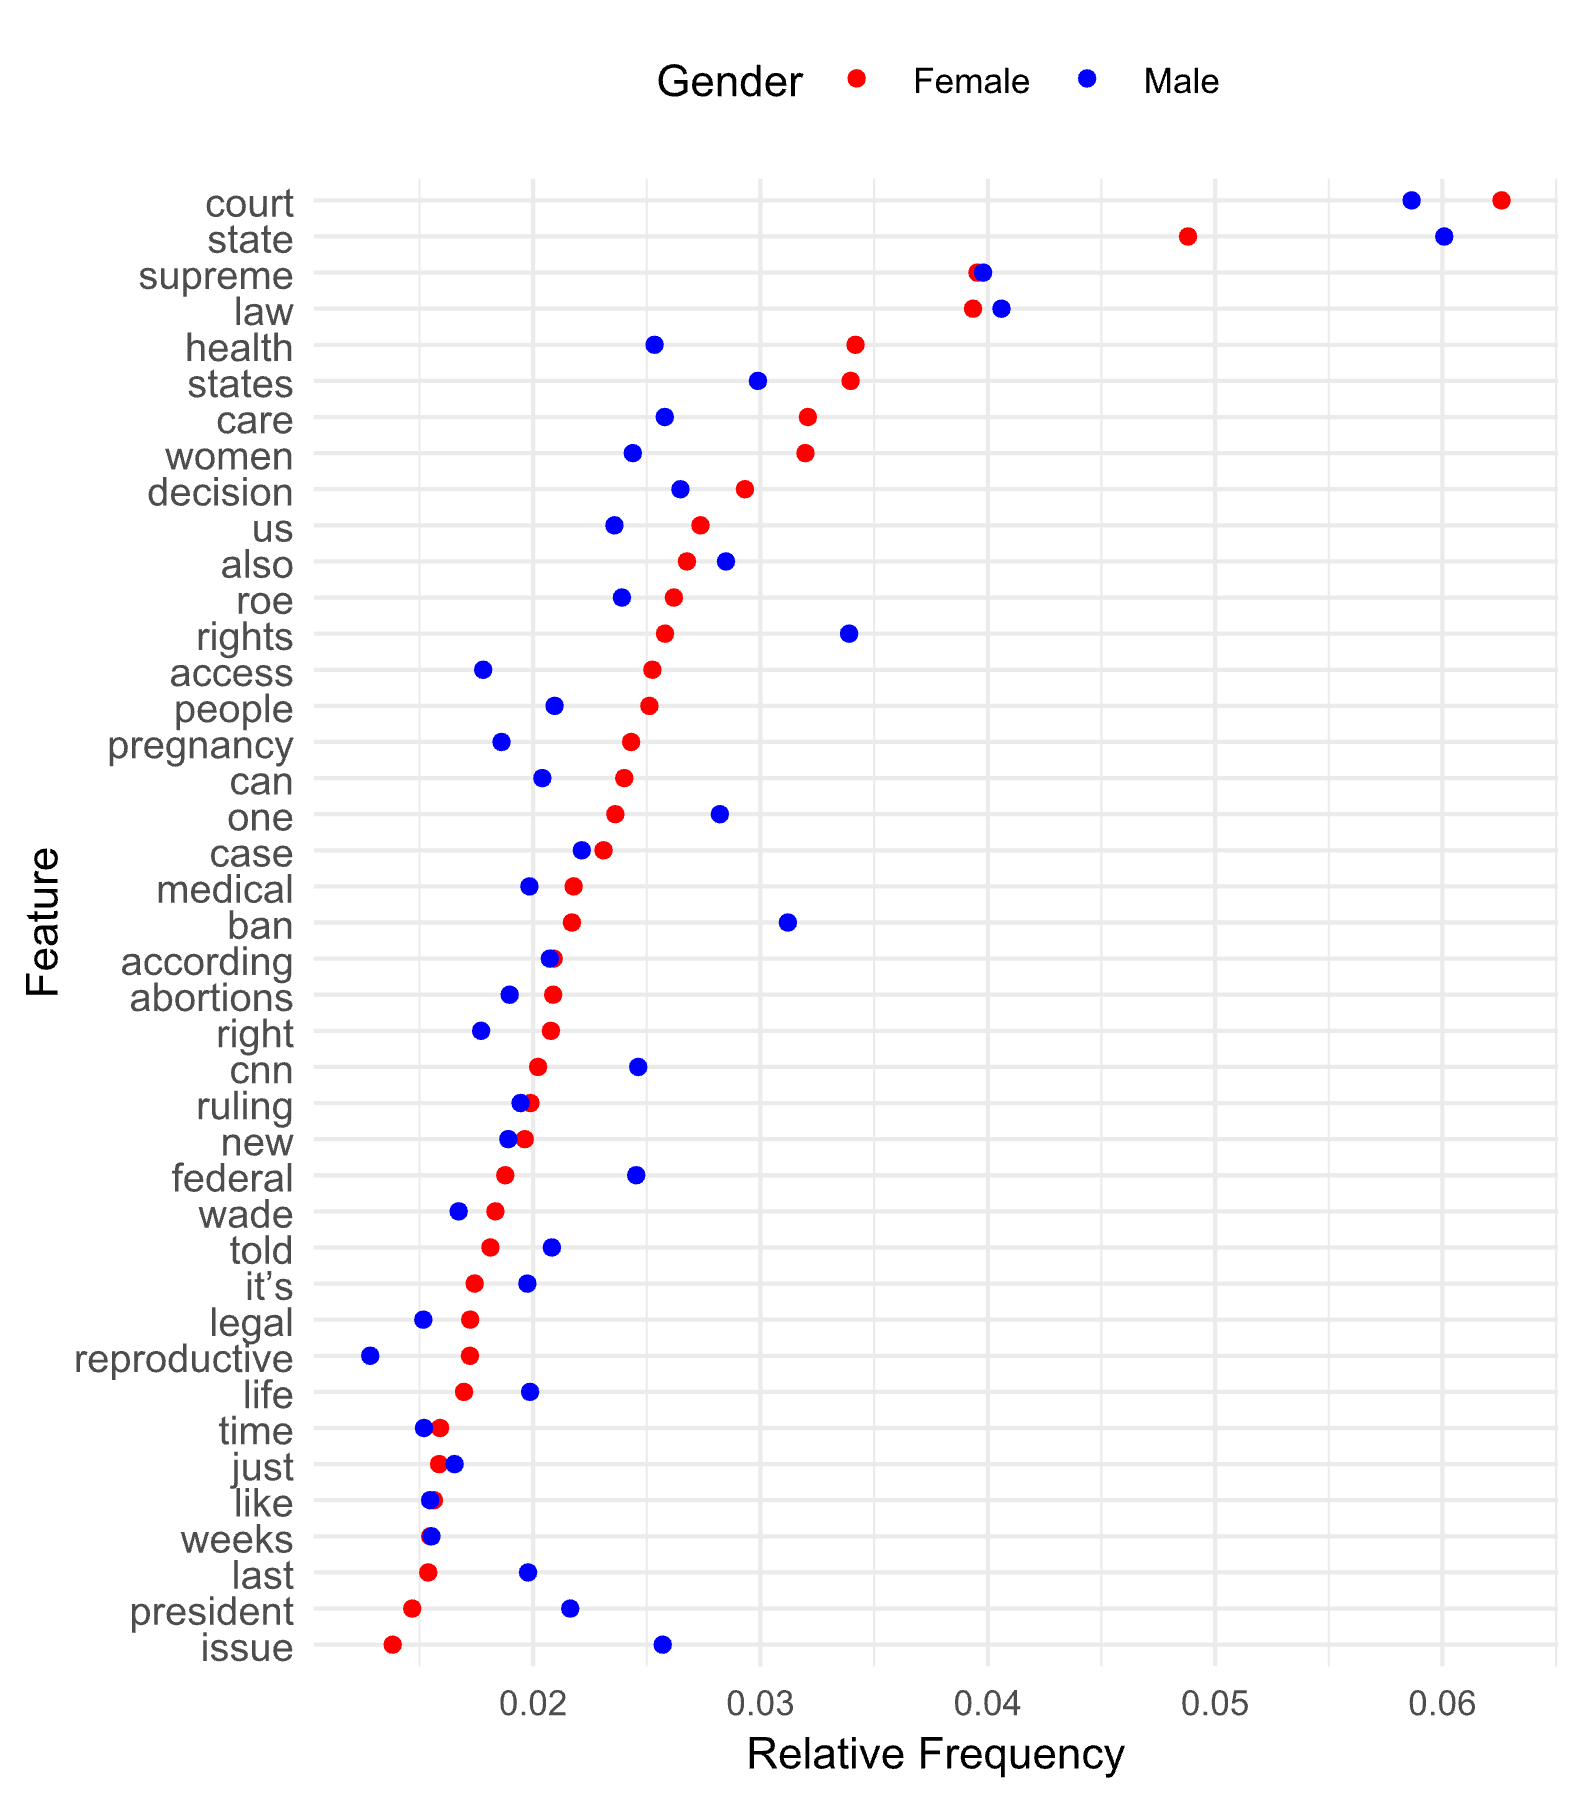 Gender Female Male
court
state
supreme
law
health
states
care
women
decision
us
also
roe
rights
access
people
pregnancy
can
one
case
medical
ban
according
abortions
right
cnn
ruling
new
federal
wade
told
it’s
legal
reproductive
life
time
just
like
weeks
last
president
issue
Feature
0.02 0.03 0.04 0.05 0.06
Relative Frequency